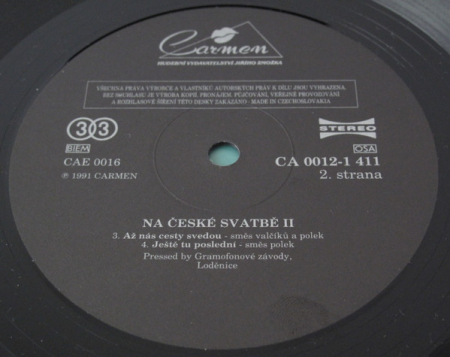 Carmen
HUDEBNÍ VYDAVATELSTVÍ JIŘÍHO ZMOŽKA
VŠECHNA PRÁVA VÝROBCE A VLASTNÍKŮ AUTORSKÝCH PRÁV K DÍLU JSOU VYHRAZENA.
BEZ SOUHLASU JE VÝROBA KOPIÍ, PRONÁJEM, PŮJČOVÁNÍ, VEŘEJNÉ PROVOZOVÁNÍ
A ROZHLASOVÉ ŠÍŘENÍ TÉTO DESKY ZAKÁZÁNO - MADE IN CZECHOSLOVAKIA
33 STEREO
BIEM OSA
CAE 0016 CA 0012-1 411
℗ 1991 CARMEN 2. strana
NA ČESKÉ SVATBĚ II
3. Až nás cesty svedou - směs valčíků a polek
4. Ještě tu poslední - směs polek
Pressed by Gramofonové závody,
Loděnice